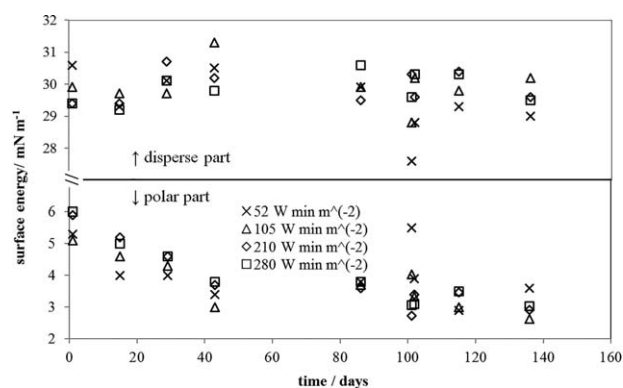 32
31
30
29
28
↑ disperse part
↓ polar part
6
5
4
3
2
× 52 W min m^(-2)
△ 105 W min m^(-2)
◇ 210 W min m^(-2)
□ 280 W min m^(-2)
0 20 40 60 80 100 120 140 160
time / days
surface energy/ mN m⁻¹